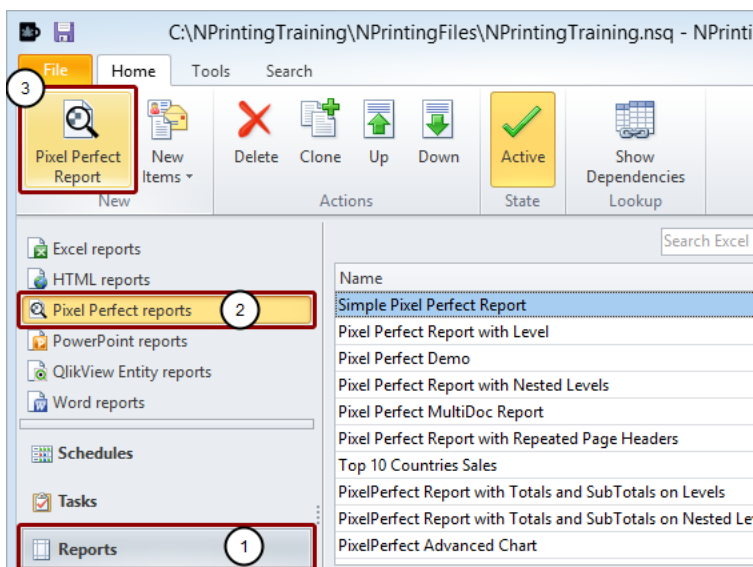 C:\NPrintingTraining\NPrintingFiles\NPrintingTraining.nsq - NPrinti
File Home Tools Search
3
Pixel Perfect Report
New Items
Delete Clone Up Down
Active
Show Dependencies
New Actions State Lookup
Search Excel
Excel reports
HTML reports
Pixel Perfect reports 2
PowerPoint reports
QlikView Entity reports
Word reports
Schedules
Tasks
Reports 1
Name
Simple Pixel Perfect Report
Pixel Perfect Report with Level
Pixel Perfect Demo
Pixel Perfect Report with Nested Levels
Pixel Perfect MultiDoc Report
Pixel Perfect Report with Repeated Page Headers
Top 10 Countries Sales
PixelPerfect Report with Totals and SubTotals on Levels
PixelPerfect Report with Totals and SubTotals on Nested Le
PixelPerfect Advanced Chart